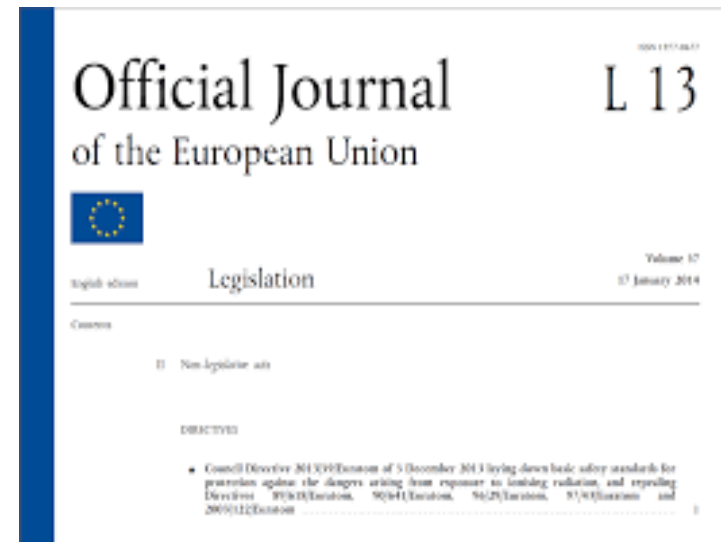 Official Journal
L 13
of the European Union
Volume 57
English edition
Legislation
17 January 2014
Contents
II Non-legislative acts
DIRECTIVES
Council Directive 2013/59/Euratom of 5 December 2013 laying down basic safety standards for
protection against the dangers arising from exposure to ionising radiation, and repealing
Directives 89/618/Euratom, 90/641/Euratom, 96/29/Euratom, 97/43/Euratom and
2003/122/Euratom 1